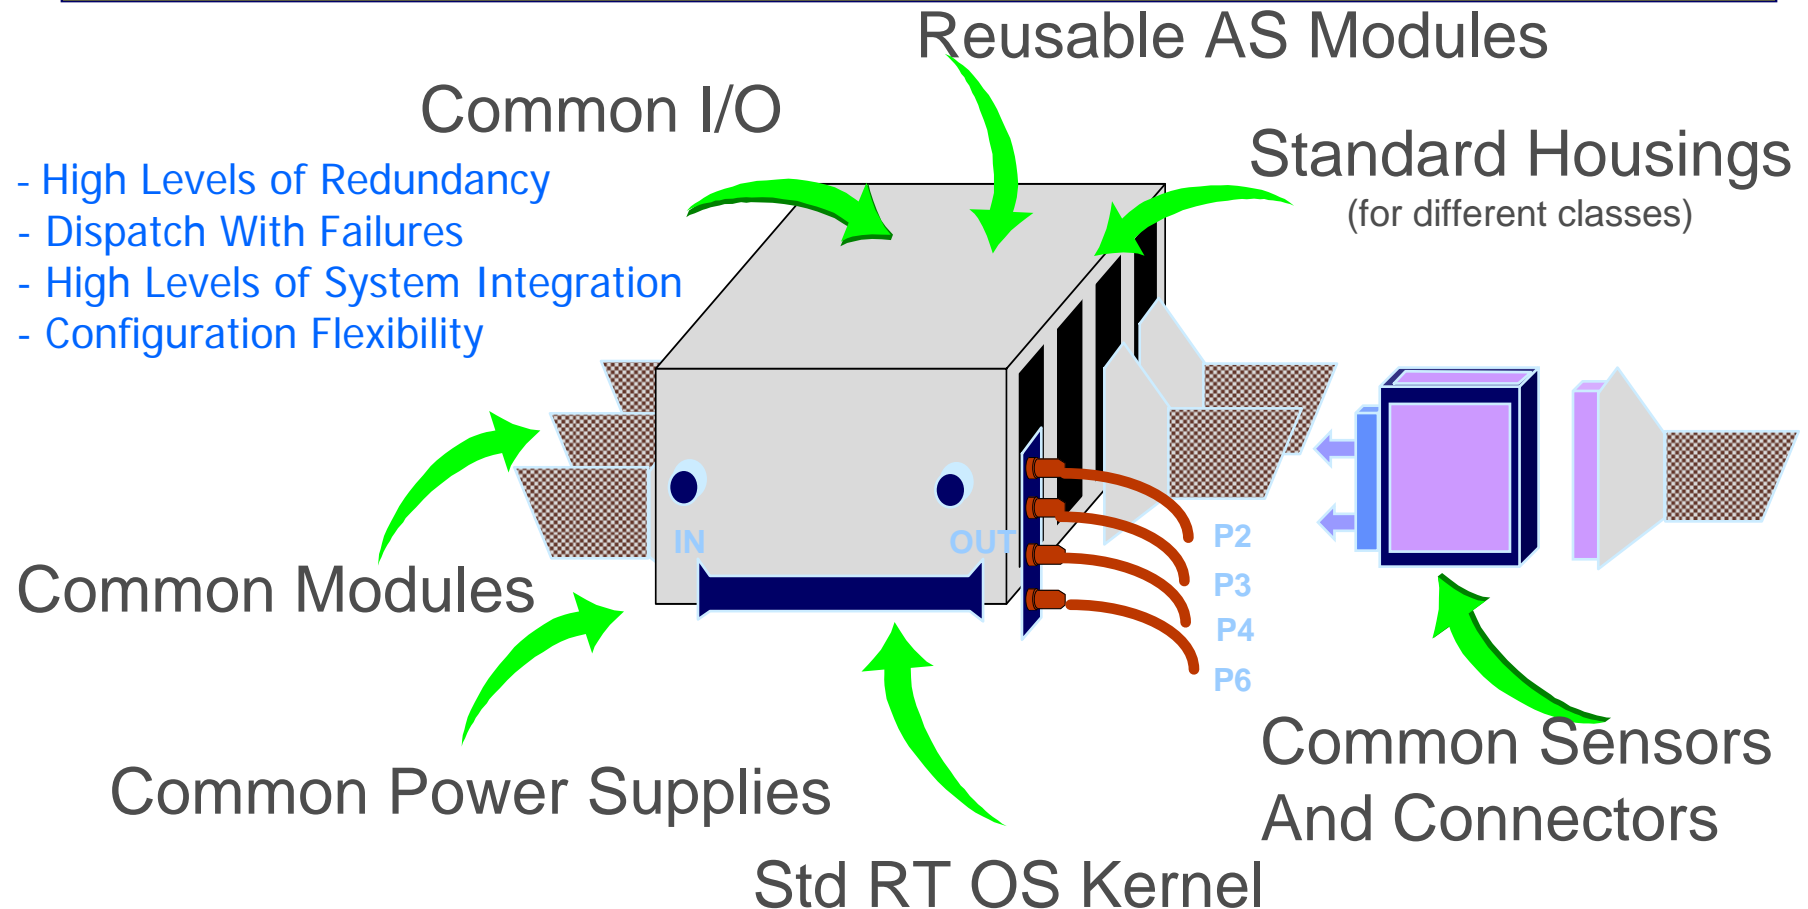 Reusable AS Modules
Common I/O
Standard Housings
(for different classes)
- High Levels of Redundancy
- Dispatch With Failures
- High Levels of System Integration
- Configuration Flexibility
IN
OUT
P2
P3
P4
P6
Common Modules
Common Power Supplies
Std RT OS Kernel
Common Sensors
And Connectors